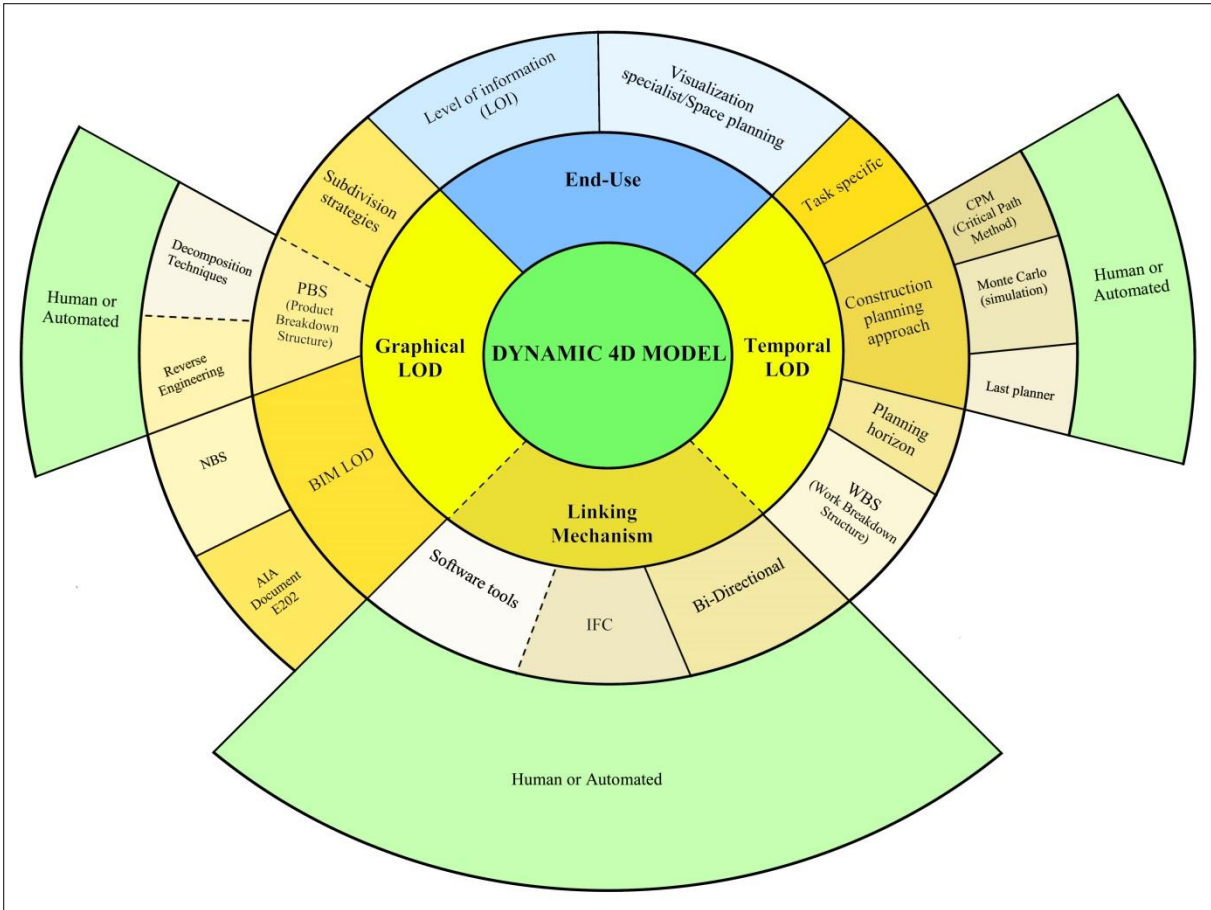 Level of information
(LOI)
Visualization
specialist/Space planning
End-Use
Subdivision
strategies
Task specific
Decomposition
Techniques
PBS
(Product
Breakdown
Structure)
Reverse
Engineering
Human or
Automated
Graphical
LOD
DYNAMIC 4D MODEL
Temporal
LOD
Construction
planning
approach
CPM
(Critical Path
Method)
Monte Carlo
(simulation)
Last planner
Human or
Automated
NBS
BIM LOD
AIA
Document
E202
Linking
Mechanism
Planning
horizon
WBS
(Work Breakdown
Structure)
Software tools
IFC
Bi-Directional
Human or Automated